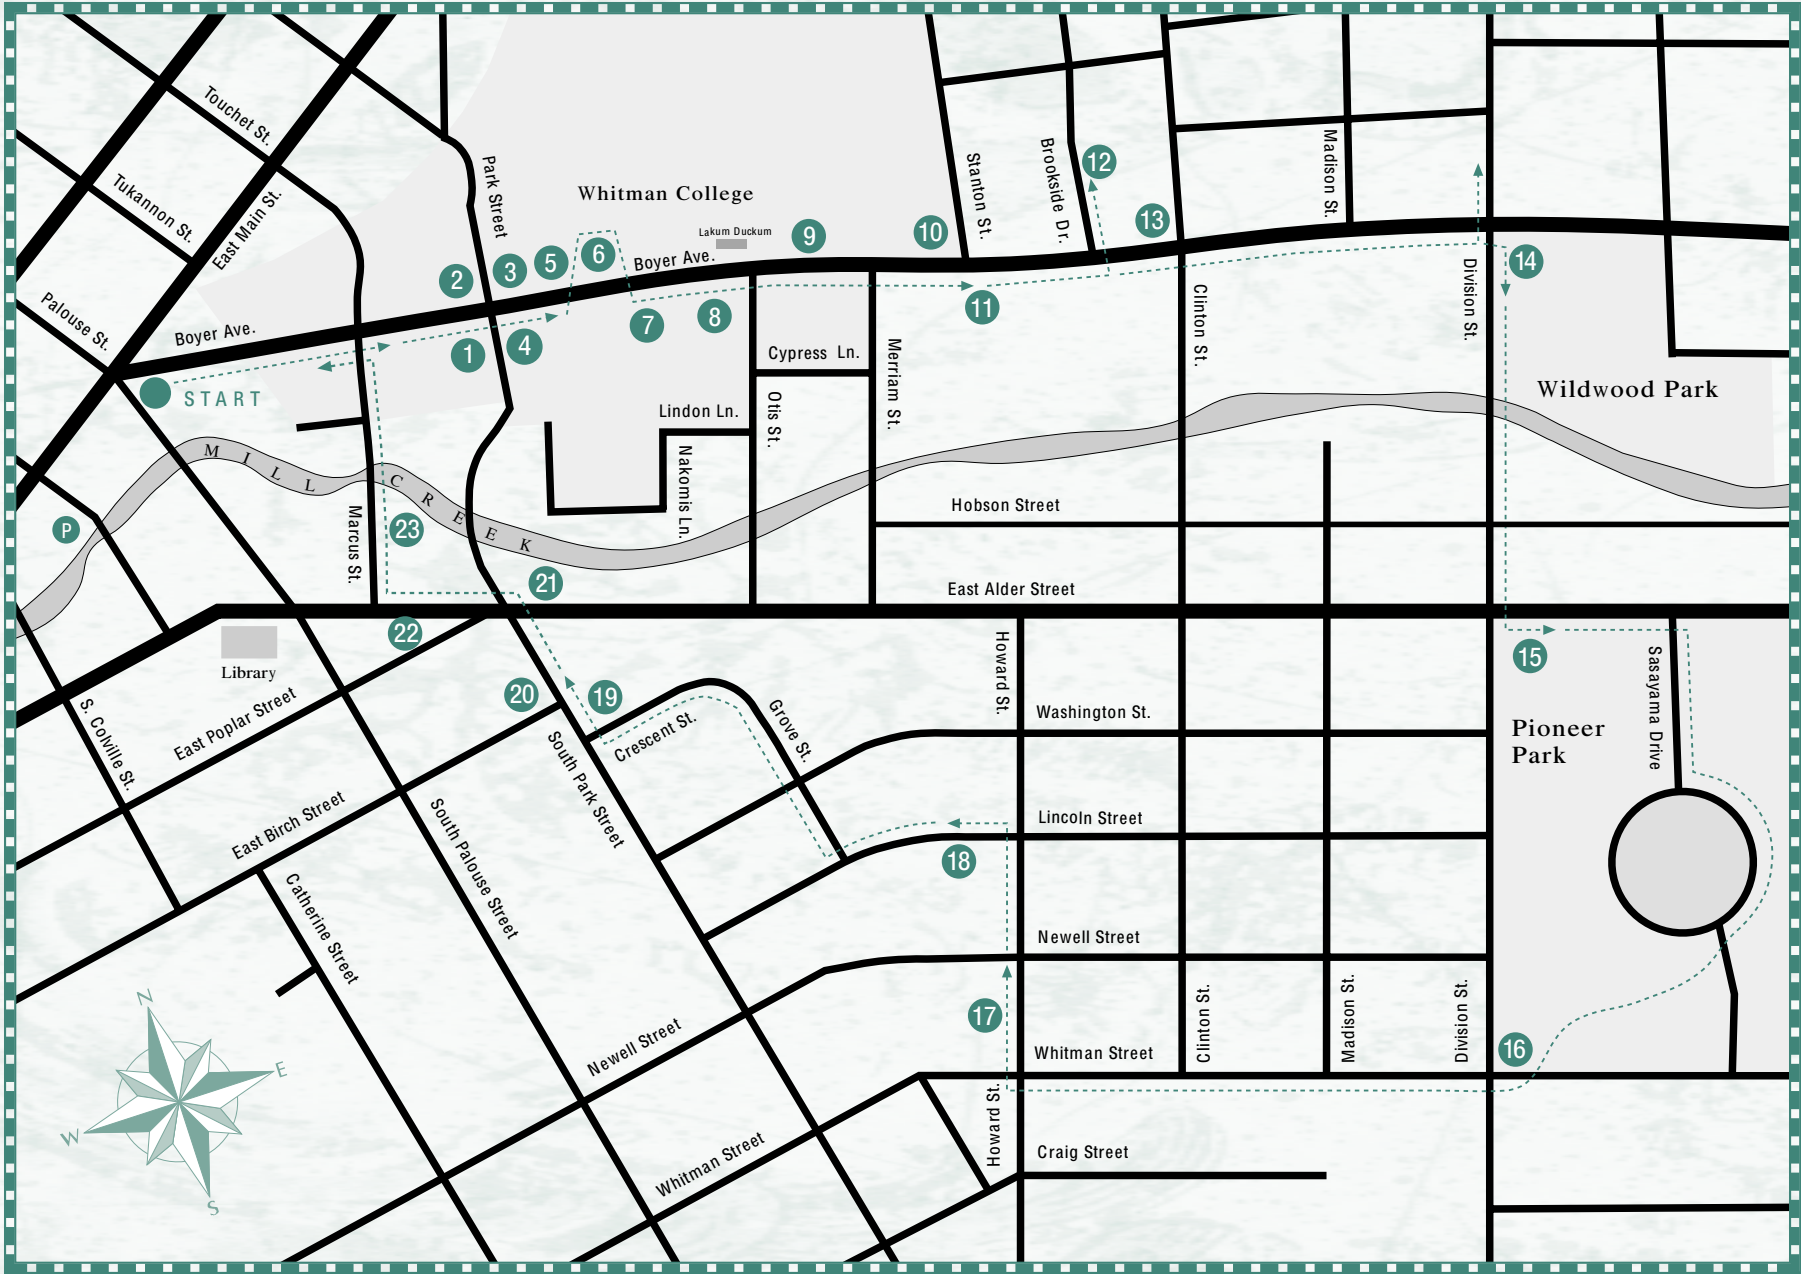 Touchet St.
Tukannon St.
East Main St.
Palouse St.
Park Street
Whitman College
Lakum Duckum
Boyer Ave.
Boyer Ave.
Stanton St.
Brookside Dr.
Madison St.
Clinton St.
Division St.
START
1
2
3
4
5
6
7
8
9
10
11
12
13
14
Cypress Ln.
Merriam St.
Lindon Ln.
Otis St.
Nakomis Ln.
Wildwood Park
MILL CREEK
P
Marcus St.
23
21
22
Hobson Street
East Alder Street
Library
15
Sasayama Drive
Pioneer
Park
Howard St.
Washington St.
20
19
Crescent St.
Grove St.
S. Colville St.
East Poplar Street
East Birch Street
South Park Street
South Palouse Street
Catherine Street
Lincoln Street
18
Newell Street
17
Whitman Street
Clinton St.
Madison St.
Division St.
16
Newell Street
Howard St.
Craig Street
Whitman Street
N
E
W
S